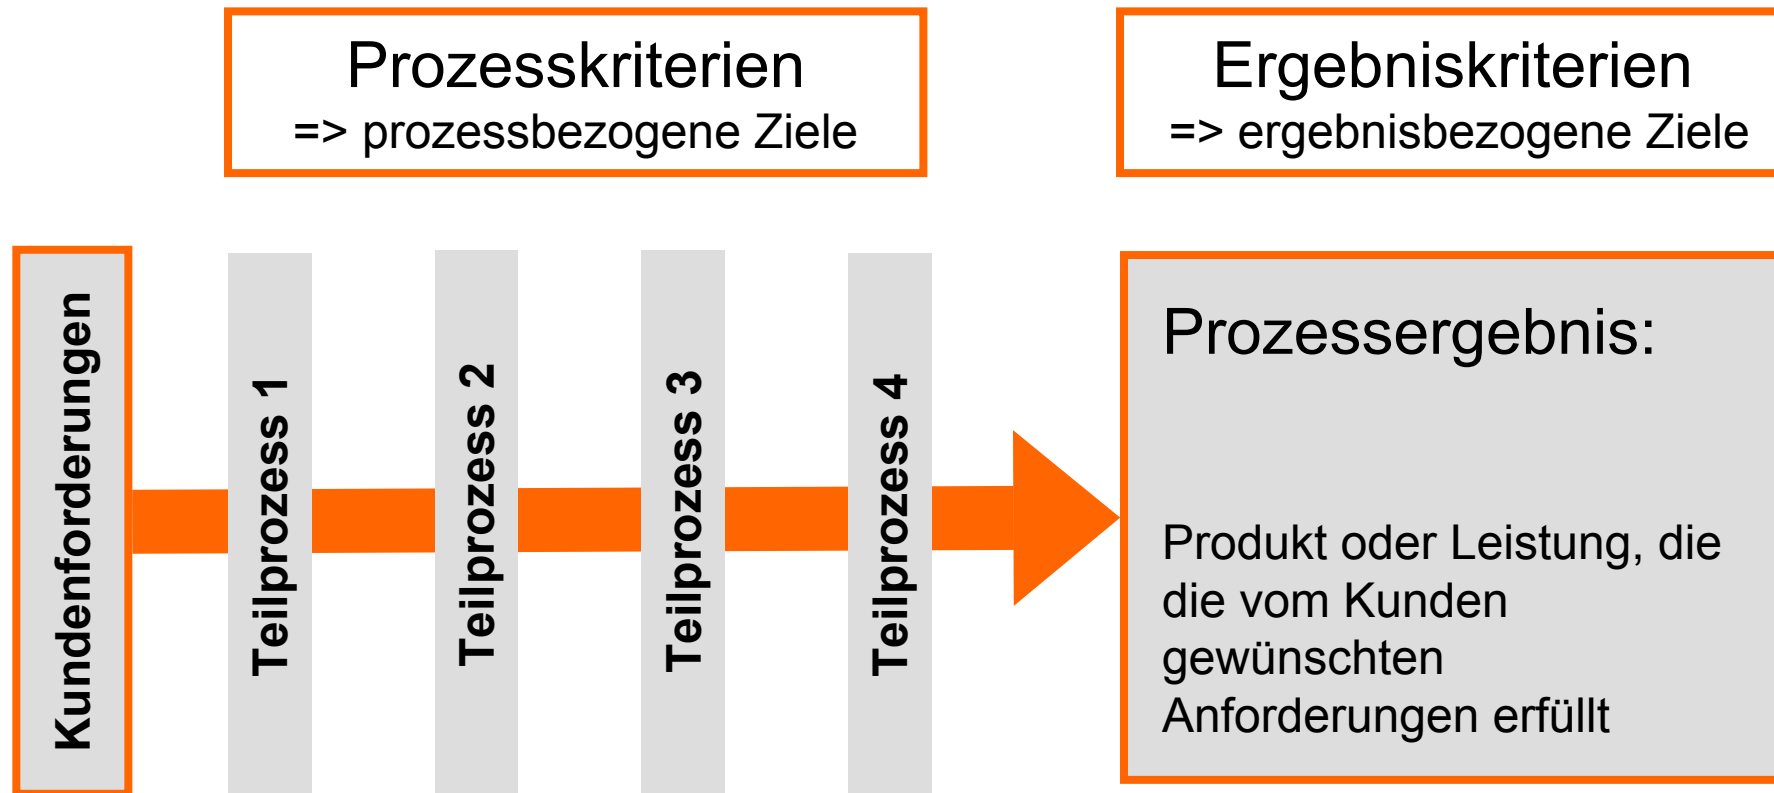 Prozesskriterien
=> prozessbezogene Ziele
Ergebniskriterien
=> ergebnisbezogene Ziele
Kundenforderungen
Teilprozess 1
Teilprozess 2
Teilprozess 3
Teilprozess 4
Prozessergebnis:
Produkt oder Leistung, die
die vom Kunden
gewünschten
Anforderungen erfüllt